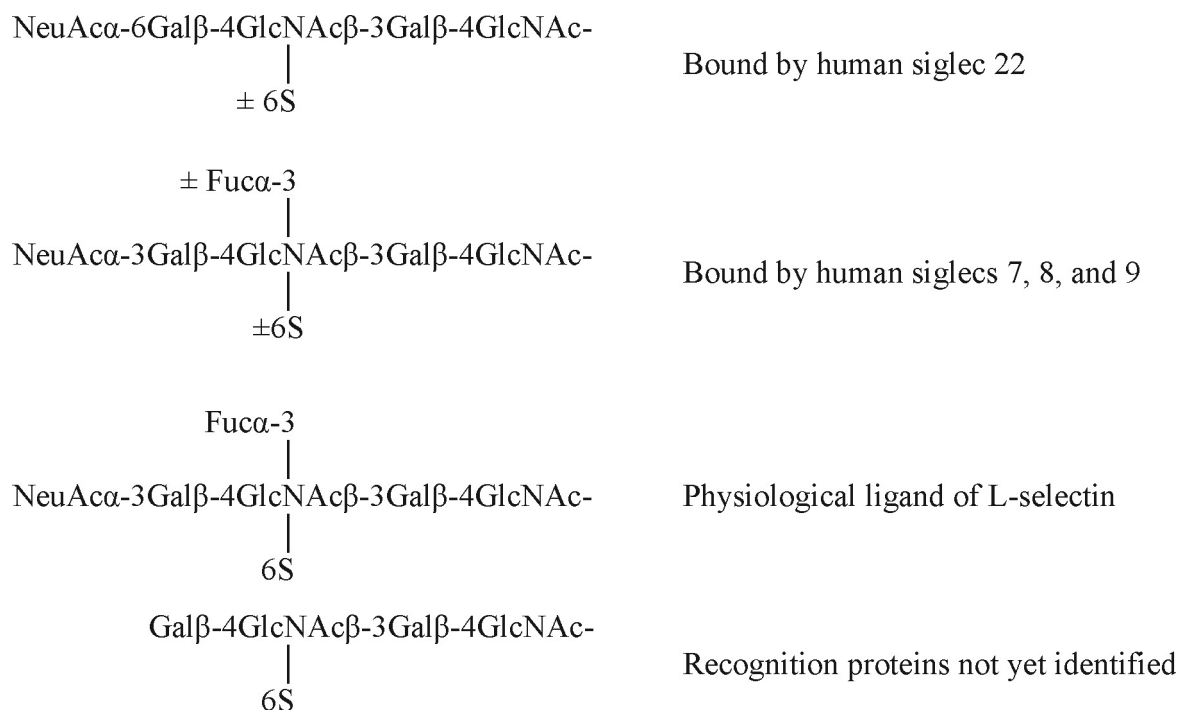 NeuAcα-6Galβ-4GlcNAcβ-3Galβ-4GlcNAc-
± 6S
Bound by human siglec 22
± Fucα-3
NeuAcα-3Galβ-4GlcNAcβ-3Galβ-4GlcNAc-
±6S
Bound by human siglecs 7, 8, and 9
Fucα-3
NeuAcα-3Galβ-4GlcNAcβ-3Galβ-4GlcNAc-
6S
Physiological ligand of L-selectin
Galβ-4GlcNAcβ-3Galβ-4GlcNAc-
6S
Recognition proteins not yet identified